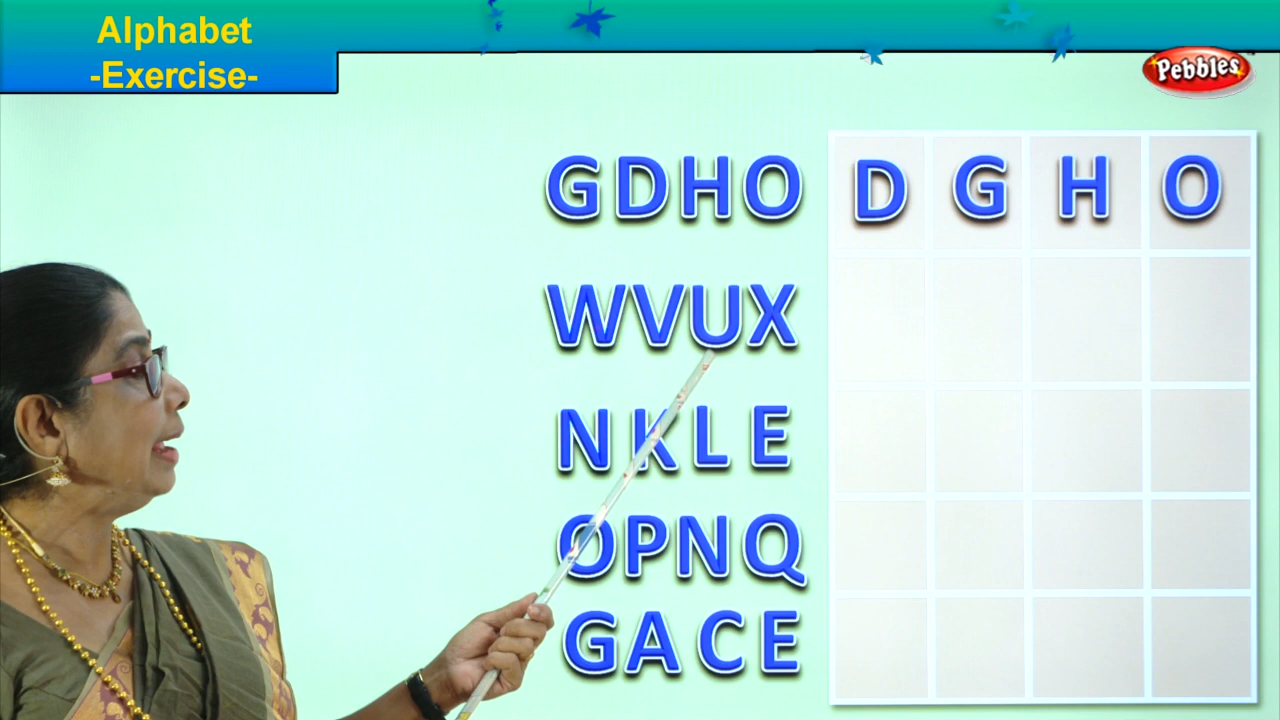 Alphabet
-Exercise-
Pebbles
GDHO D G H O
WVUX
NKLE
OPNQ
GACE